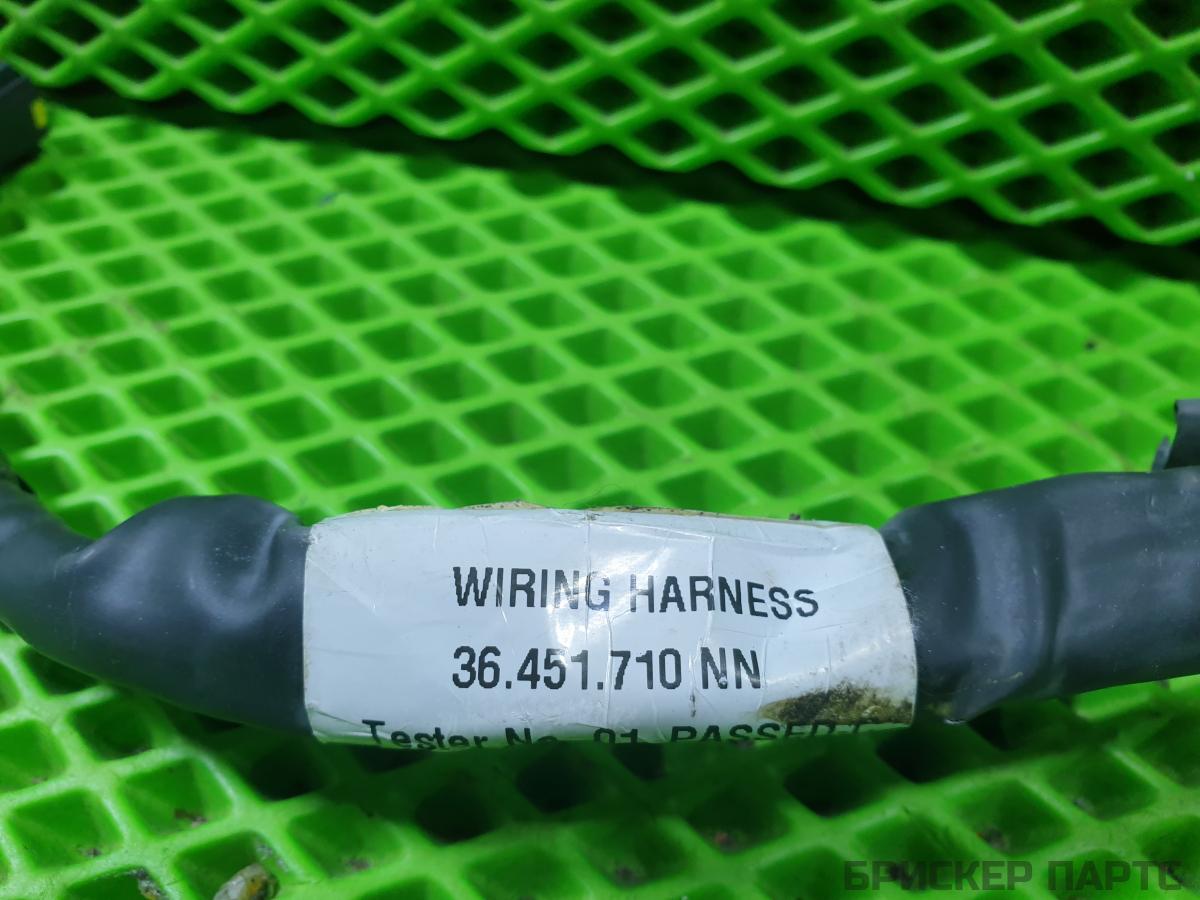 WIRING HARNESS
36.451.710 NN
Tester No. 01 PASSED
БРИСКЕР ПАРТС